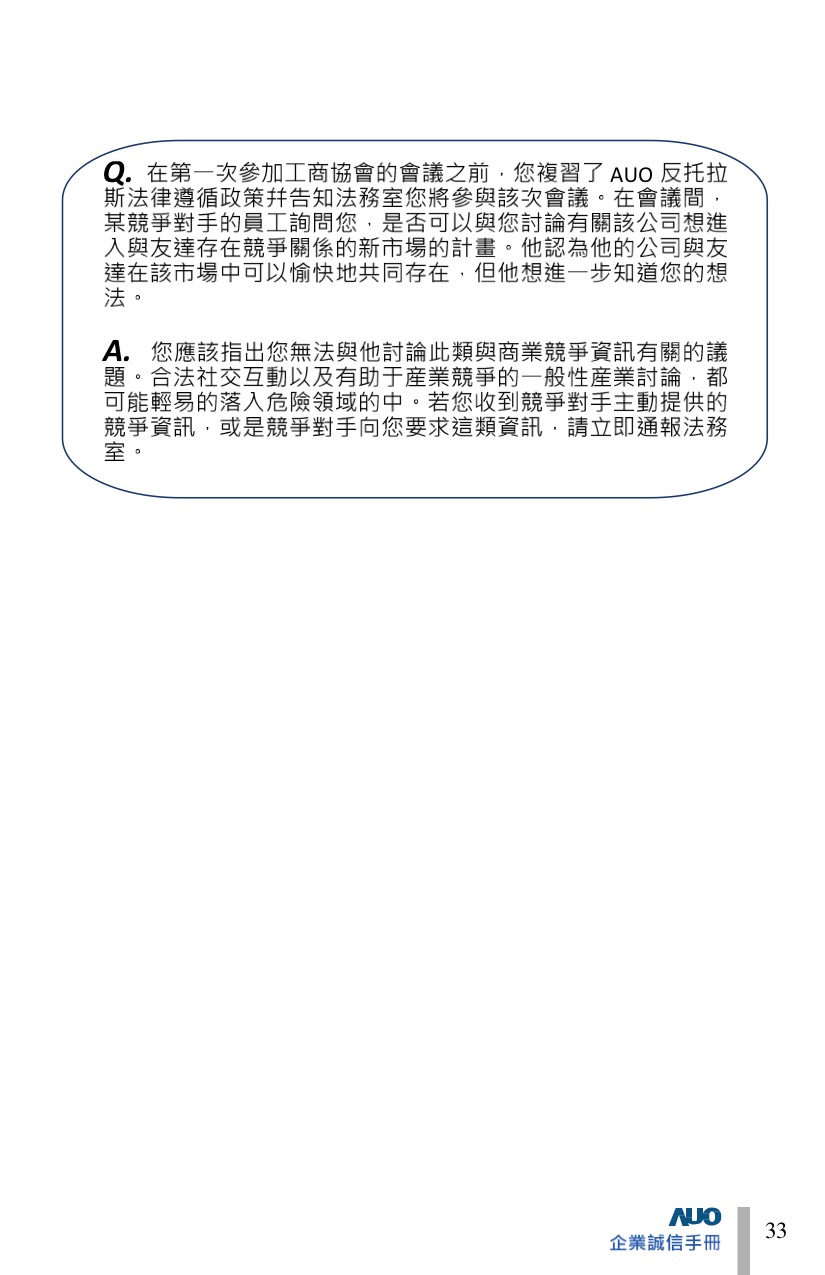 Q. 在第一次參加工商協會的會議之前，您複習了 AUO 反托拉
斯法律遵循政策幷告知法務室您將參與該次會議。在會議間，
某競爭對手的員工詢問您，是否可以與您討論有關該公司想進
入與友達存在競爭關係的新市場的計畫。他認為他的公司與友
達在該市場中可以愉快地共同存在，但他想進一步知道您的想
法。
A. 您應該指出您無法與他討論此類與商業競爭資訊有關的議
題。合法社交互動以及有助于産業競爭的一般性産業討論，都
可能輕易的落入危險領域的中。若您收到競爭對手主動提供的
競爭資訊，或是競爭對手向您要求這類資訊，請立即通報法務
室。
AUO
企業誠信手冊
33